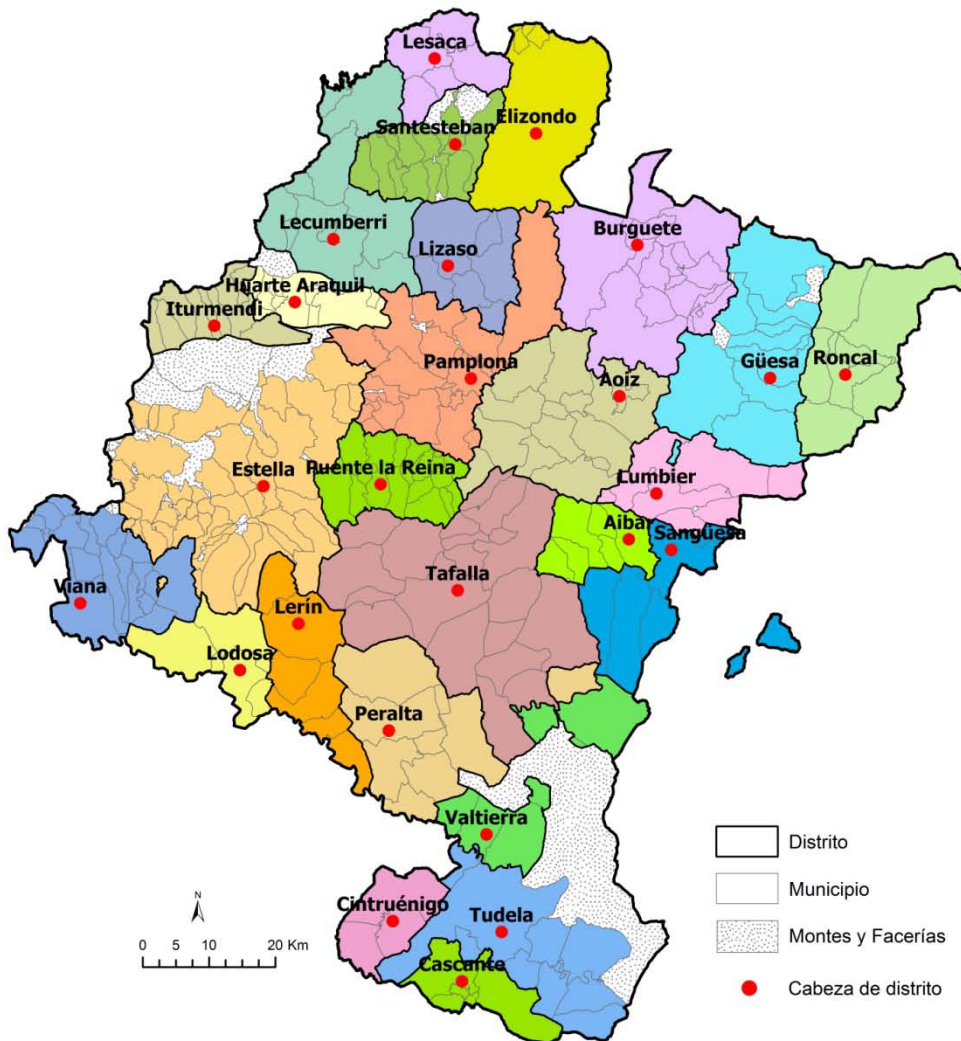 Lesaca
Elizondo
Santesteban
Burguete
Lecumberri
Lizaso
Huarte Araquil
Iturmendi
Pamplona
Aoiz
Güesa
Roncal
Estella
Puente la Reina
Lumbier
Aibar
Sangüesa
Viana
Tafalla
Lerín
Lodosa
Peralta
Valtierra
Cintruénigo
Tudela
Cascante
N
0 5 10 20 Km
Distrito
Municipio
Montes y Facerías
Cabeza de distrito